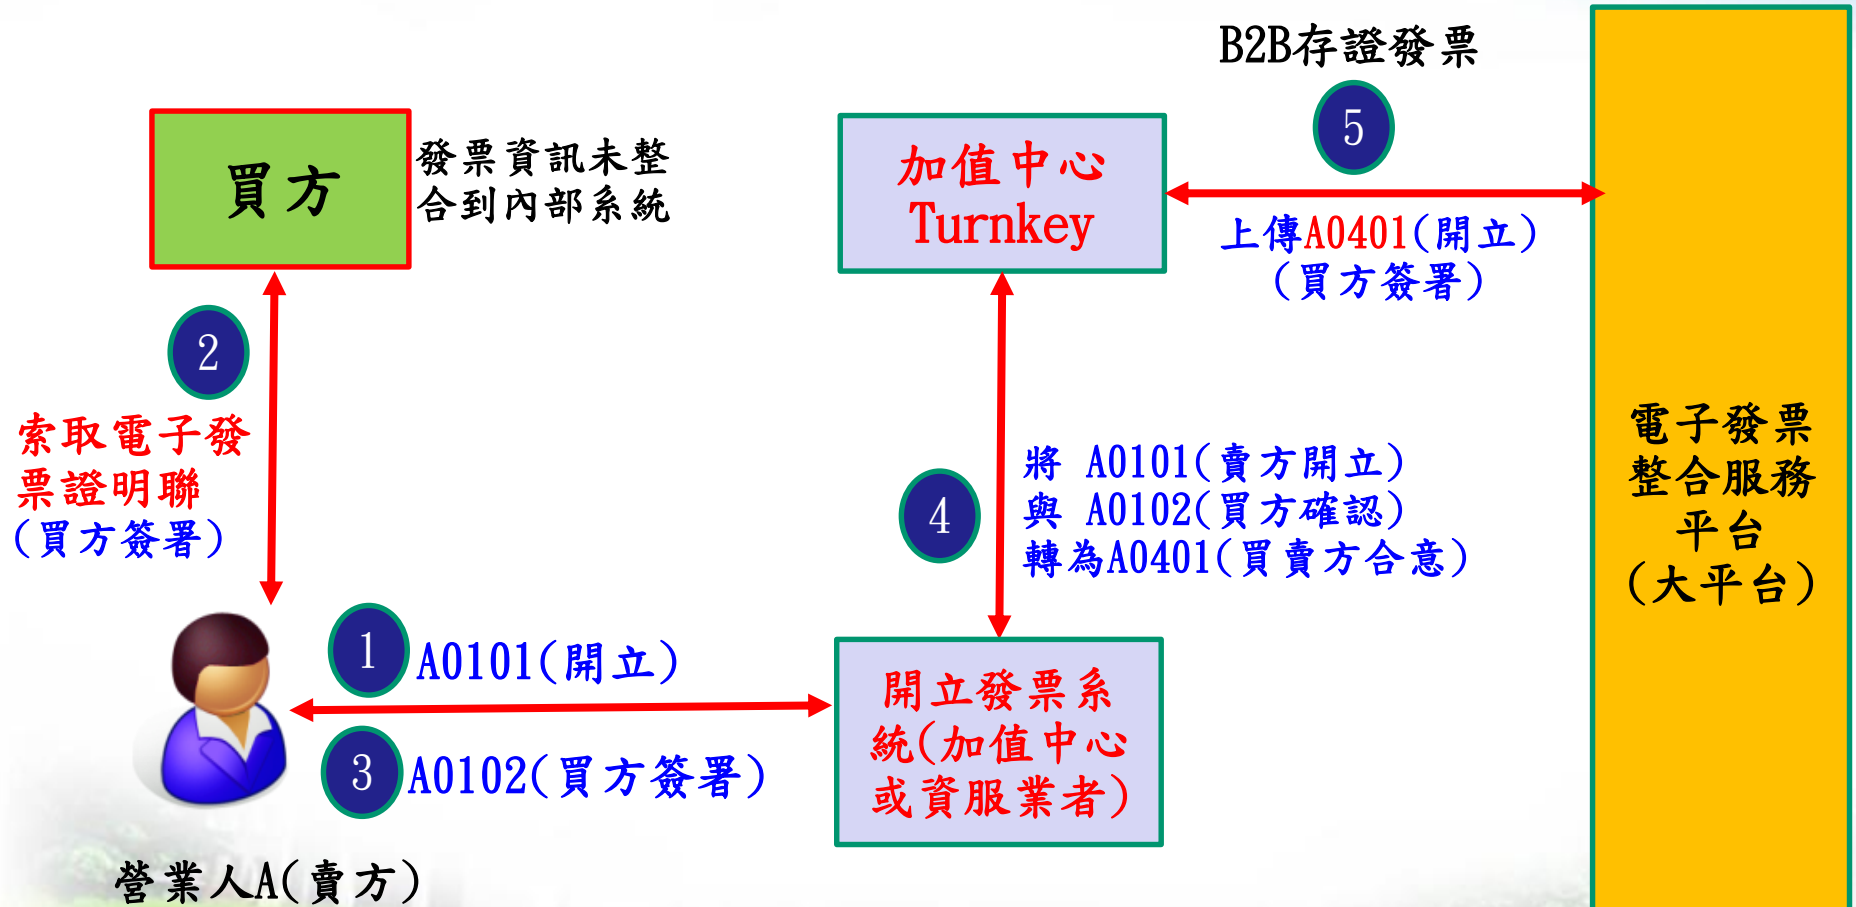 B2B存證發票
5
買方
發票資訊未整
合到內部系統
加值中心
Turnkey
上傳A0401(開立)
(買方簽署)
2
索取電子發
票證明聯
(買方簽署)
4
將 A0101(賣方開立)
與 A0102(買方確認)
轉為A0401(買賣方合意)
電子發票
整合服務
平台
(大平台)
1
A0101(開立)
3
A0102(買方簽署)
開立發票系
統(加值中心
或資服業者)
營業人A(賣方)